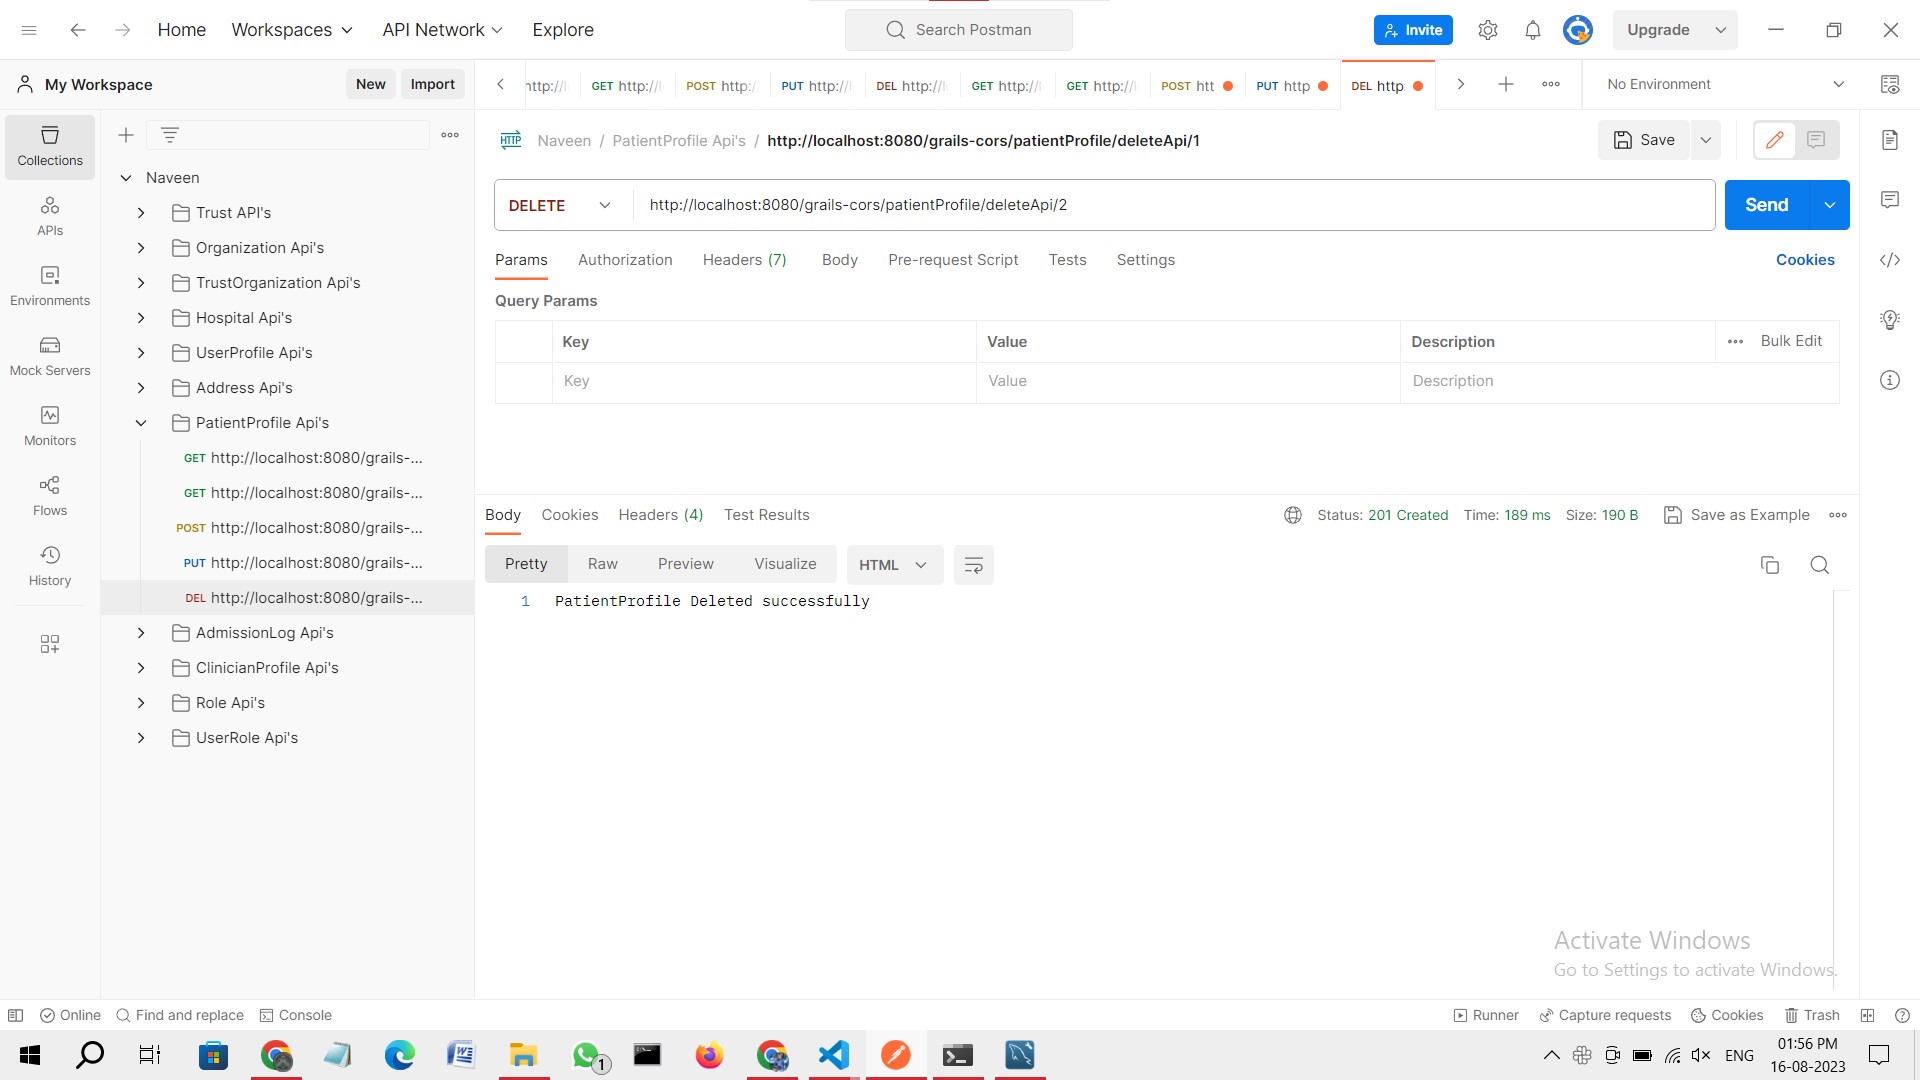 Home Workspaces API Network Explore Search Postman Invite Upgrade
My Workspace New Import
http://l GET http://l POST http:/ PUT http://l DEL http://l GET http://l GET http://l POST htt PUT http DEL http: No Environment
HTTP Naveen / PatientProfile Api's / http://localhost:8080/grails-cors/patientProfile/deleteApi/1 Save
DELETE http://localhost:8080/grails-cors/patientProfile/deleteApi/2 Send
Params Authorization Headers (7) Body Pre-request Script Tests Settings Cookies
Query Params
Key Value Description Bulk Edit
Key Value Description
Collections
APIs
Environments
Mock Servers
Monitors
Flows
History
Naveen
Trust API's
Organization Api's
TrustOrganization Api's
Hospital Api's
UserProfile Api's
Address Api's
PatientProfile Api's
GET http://localhost:8080/grails-...
GET http://localhost:8080/grails-...
POST http://localhost:8080/grails-...
PUT http://localhost:8080/grails-...
DEL http://localhost:8080/grails-...
AdmissionLog Api's
ClinicianProfile Api's
Role Api's
UserRole Api's
Body Cookies Headers (4) Test Results Status: 201 Created Time: 189 ms Size: 190 B Save as Example
Pretty Raw Preview Visualize HTML
1 PatientProfile Deleted successfully
Activate Windows
Go to Settings to activate Windows.
Online Find and replace Console Runner Capture requests Cookies Trash
1 ENG 01:56 PM
16-08-2023